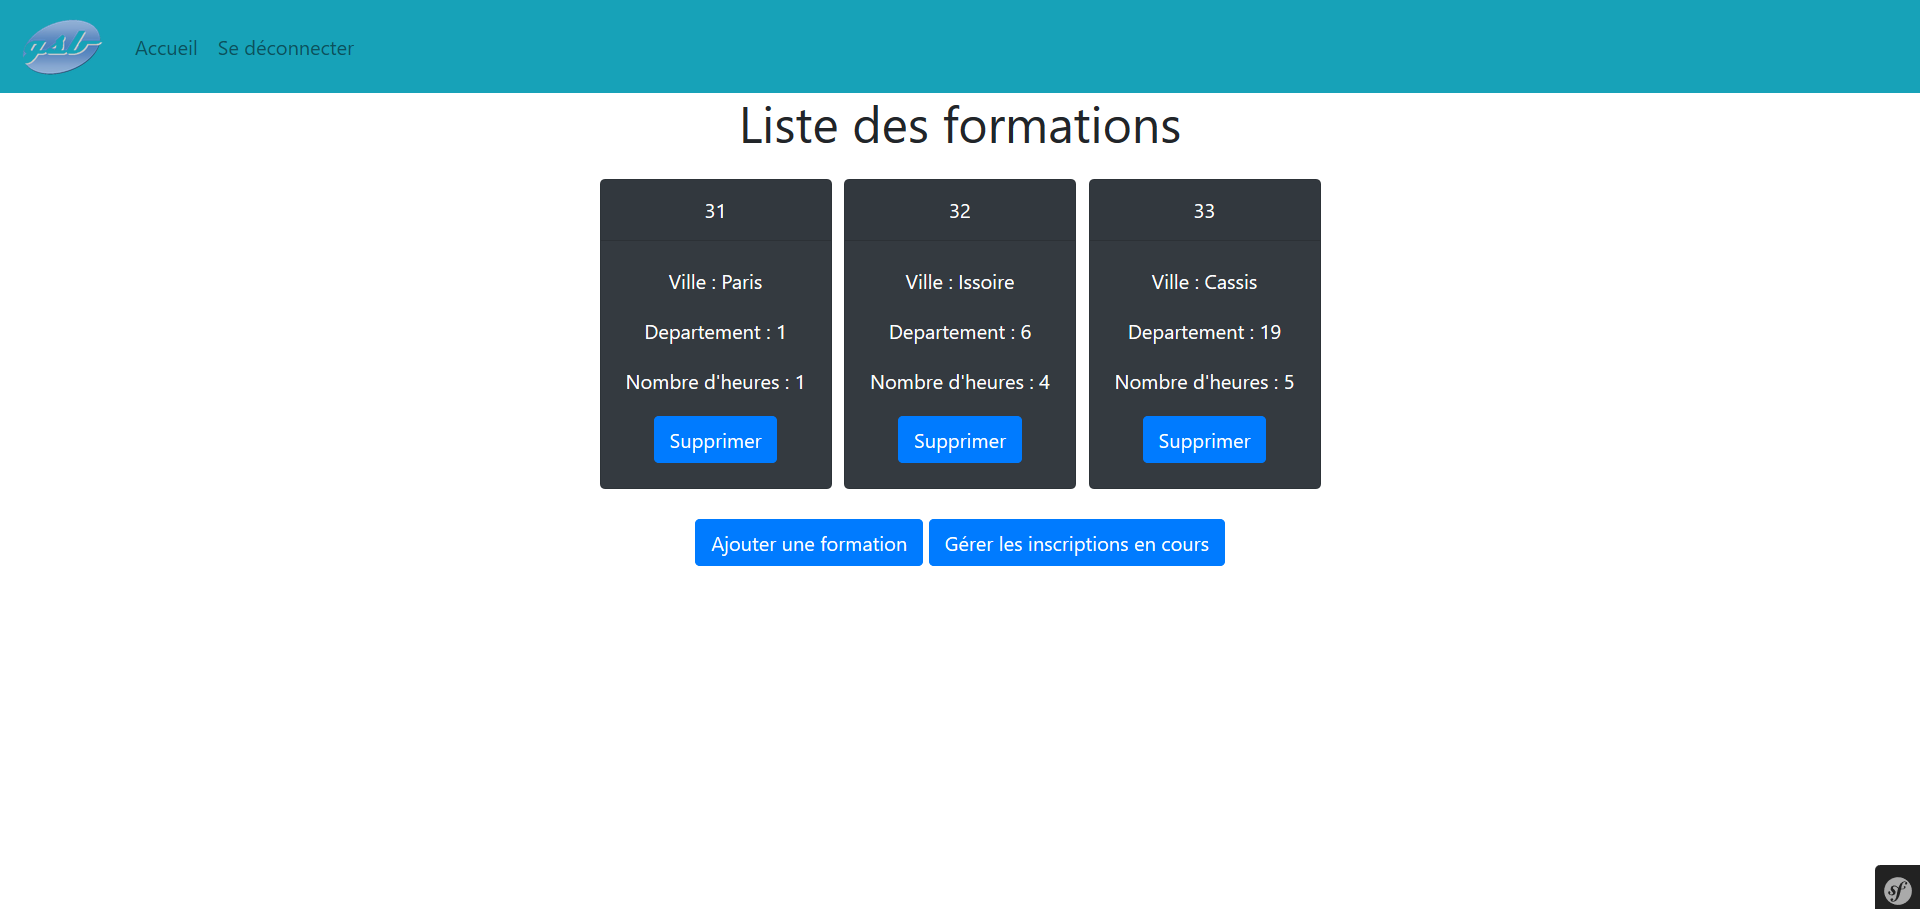 gsb Accueil Se déconnecter
Liste des formations
31
Ville : Paris
Departement : 1
Nombre d'heures : 1
Supprimer
32
Ville : Issoire
Departement : 6
Nombre d'heures : 4
Supprimer
33
Ville : Cassis
Departement : 19
Nombre d'heures : 5
Supprimer
Ajouter une formation Gérer les inscriptions en cours
sf